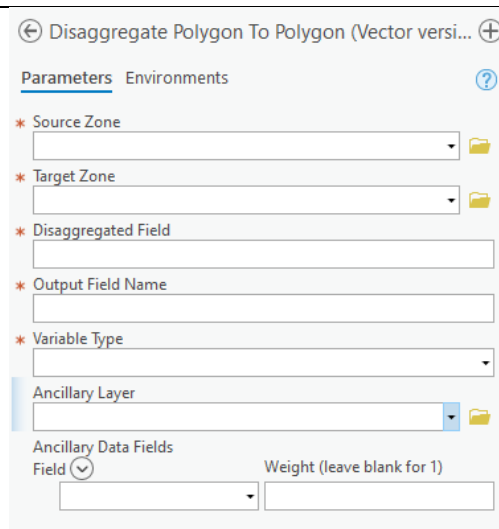 Disaggregate Polygon To Polygon (Vector versi...
Parameters Environments
?
* Source Zone
* Target Zone
* Disaggregated Field
* Output Field Name
* Variable Type
Ancillary Layer
Ancillary Data Fields
Field Weight (leave blank for 1)